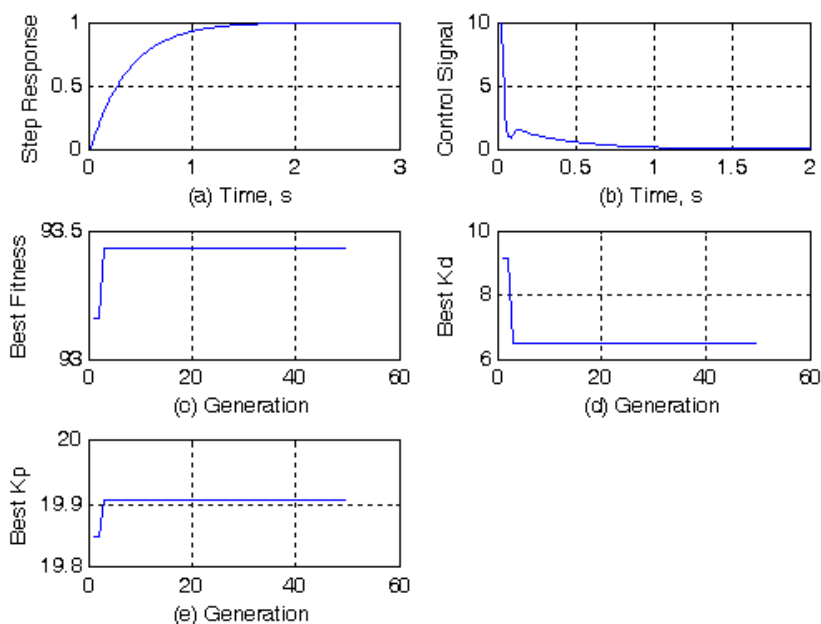 Step Response
1
0.5
0
0 1 2 3
(a) Time, s
Control Signal
10
5
0
0 0.5 1 1.5 2
(b) Time, s
Best Fitness
93.5
93
0 20 40 60
(c) Generation
Best Kd
10
8
6
0 20 40 60
(d) Generation
Best Kp
20
19.9
19.8
0 20 40 60
(e) Generation